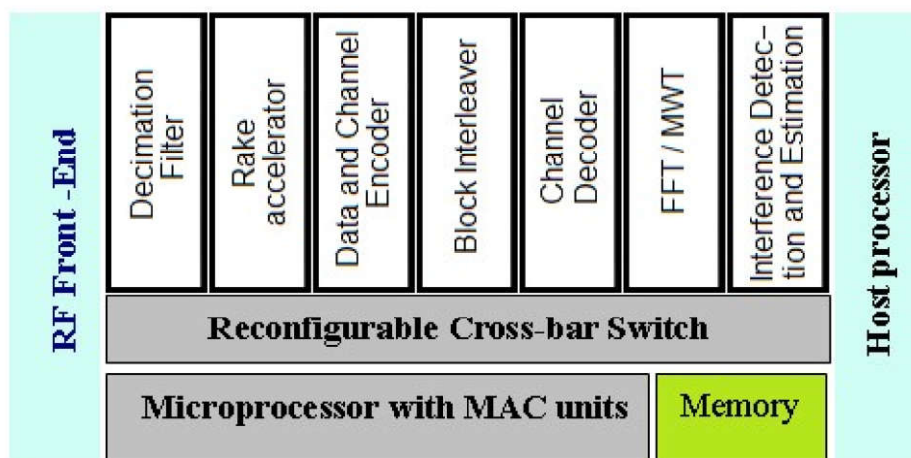 RF Front -End
Decimation
Filter
Rake
accelerator
Data and Channel
Encoder
Block Interleaver
Channel
Decoder
FFT / MWT
Interference Detec–
tion and Estimation
Host processor
Reconfigurable Cross-bar Switch
Microprocessor with MAC units
Memory